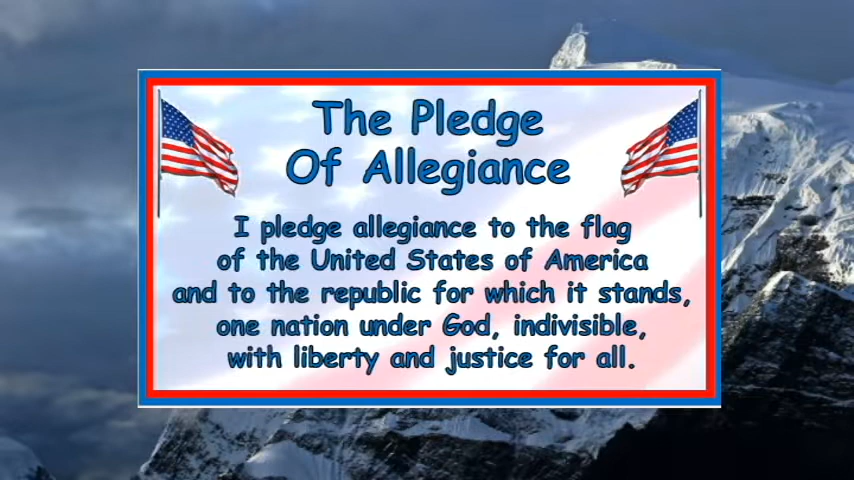 The Pledge
Of Allegiance
I pledge allegiance to the flag
of the United States of America
and to the republic for which it stands,
one nation under God, indivisible,
with liberty and justice for all.